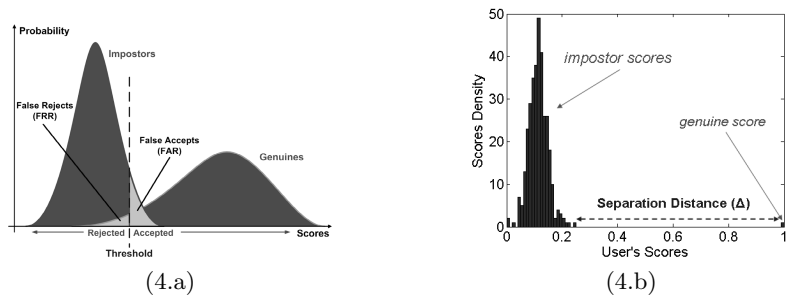 Probability
Impostors
False Rejects
(FRR)
False Accepts
(FAR)
Genuines
Rejected Accepted
Scores
Threshold
(4.a)
50
40
30
20
10
0
Scores Density
impostor scores
genuine score
Separation Distance (Δ)
0 0.2 0.4 0.6 0.8 1
User's Scores
(4.b)